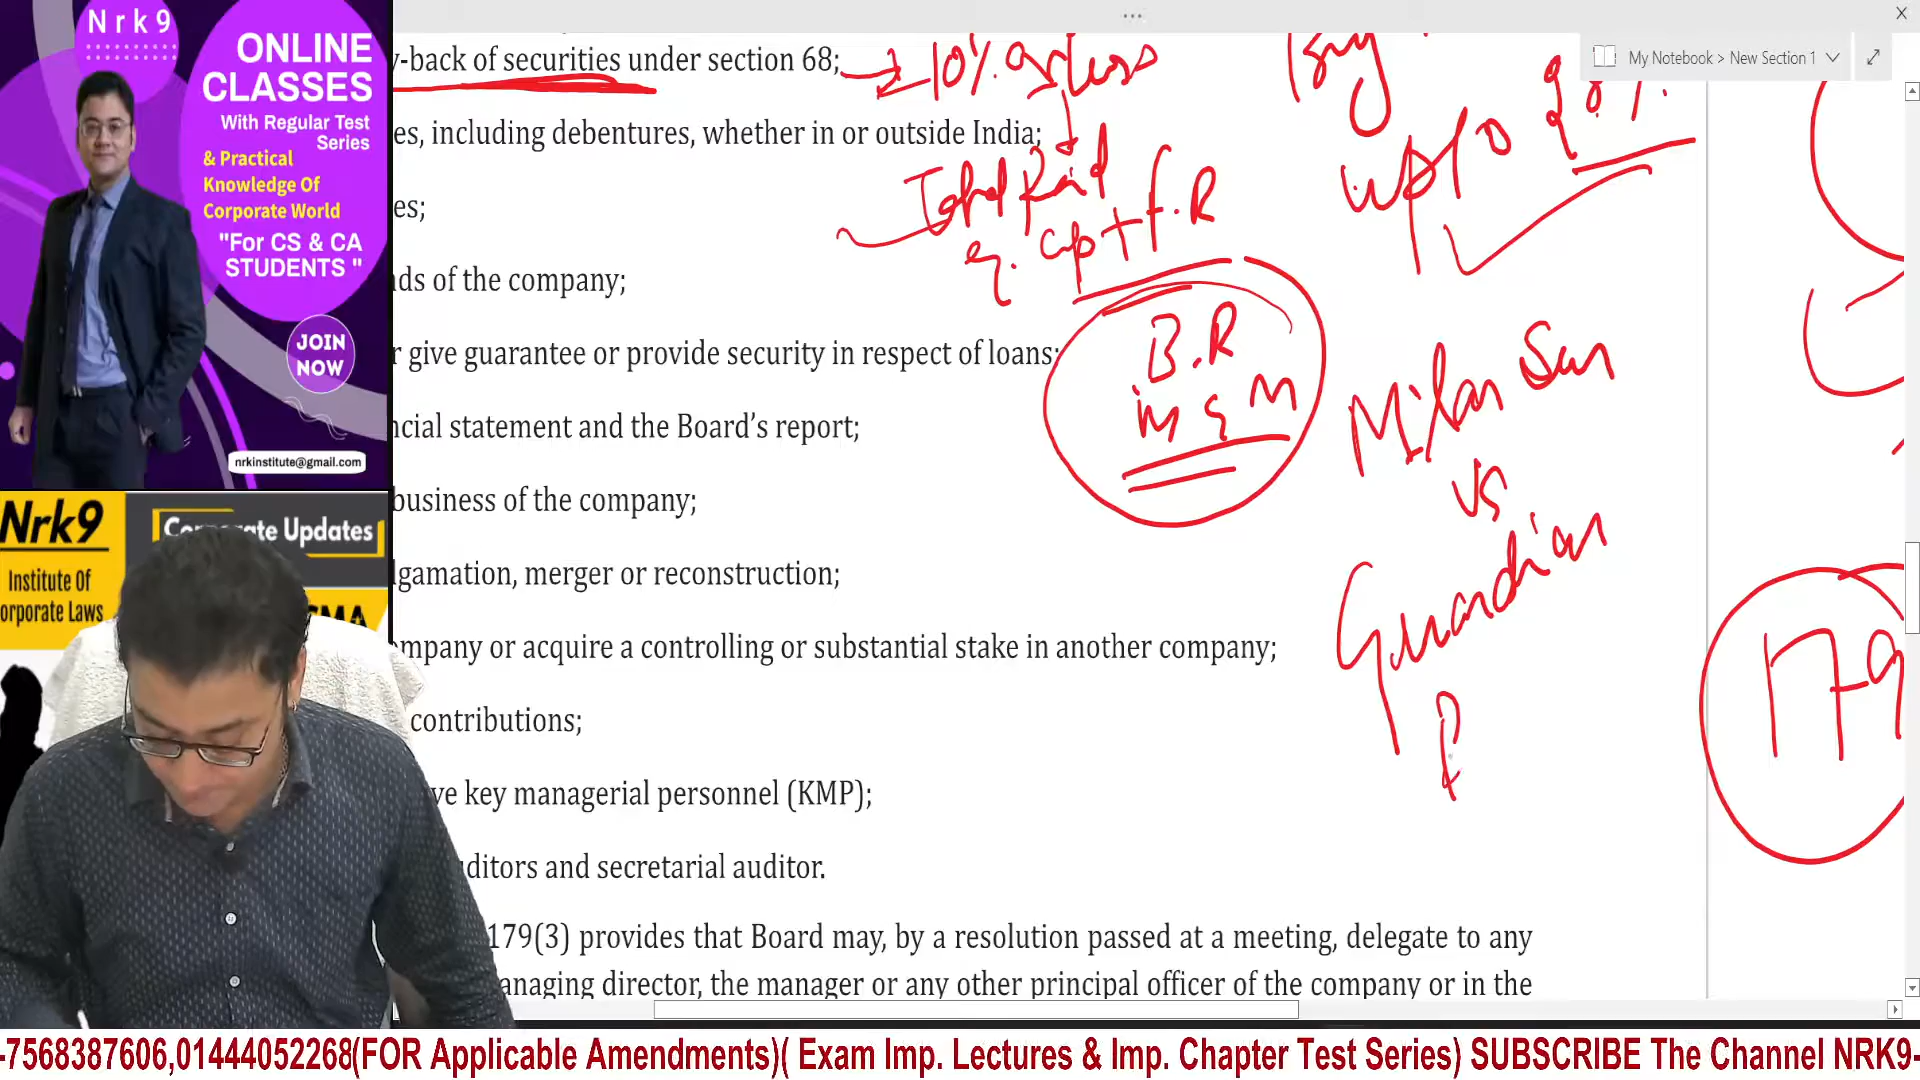 Nrk9
ONLINE
CLASSES
With Regular Test
Series
& Practical
Knowledge Of
Corporate World
"For CS & CA
STUDENTS "
JOIN
NOW
nrkinstitute@gmail.com
Nrk9
Institute Of
orporate Laws
Corporate Updates
SMA
My Notebook > New Section 1
y-back of securities under section 68;
10% or less
es, including debentures, whether in or outside India;
upto
Paid
cap + F.R
es;
nds of the company;
B.R
in G M
r give guarantee or provide security in respect of loans;
Milan Sen
vs
Guardian
ncial statement and the Board's report;
business of the company;
lgamation, merger or reconstruction;
ompany or acquire a controlling or substantial stake in another company;
179
contributions;
ve key managerial personnel (KMP);
uditors and secretarial auditor.
179(3) provides that Board may, by a resolution passed at a meeting, delegate to any
anaging director, the manager or any other principal officer of the company or in the
-7568387606,01444052268(FOR Applicable Amendments)( Exam Imp. Lectures & Imp. Chapter Test Series) SUBSCRIBE The Channel NRK9-